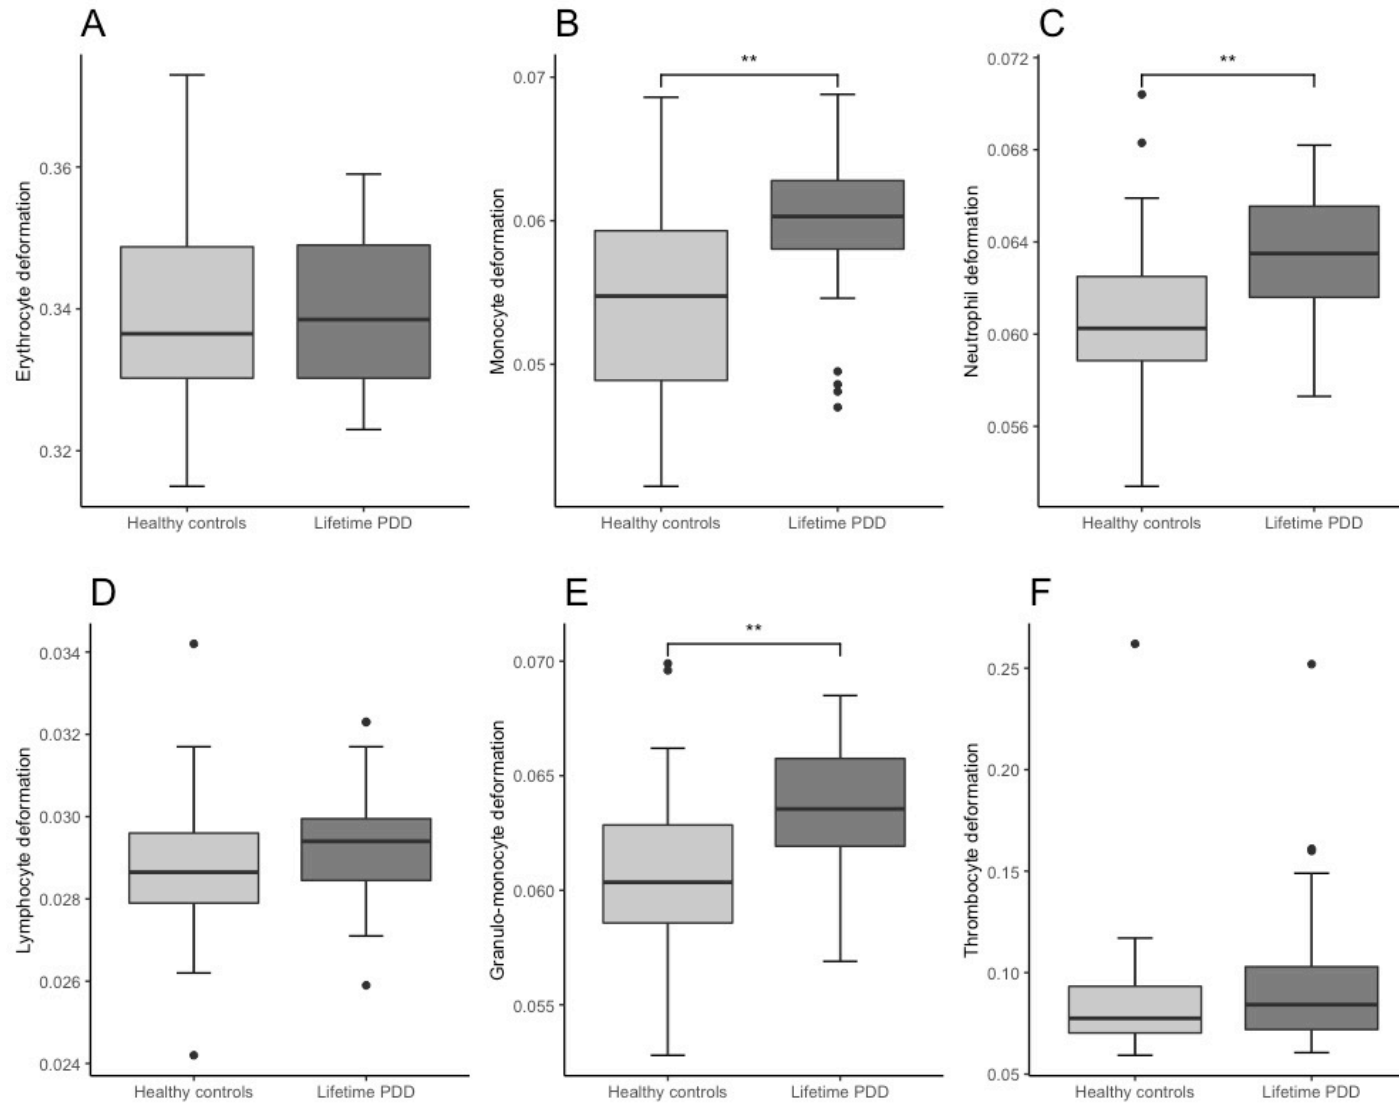 A
Erythrocyte deformation
0.36
0.34
0.32
Healthy controls
Lifetime PDD
B
**
Monocyte deformation
0.07
0.06
0.05
Healthy controls
Lifetime PDD
C
**
Neutrophil deformation
0.072
0.068
0.064
0.060
0.056
Healthy controls
Lifetime PDD
D
Lymphocyte deformation
0.034
0.032
0.030
0.028
0.026
0.024
Healthy controls
Lifetime PDD
E
**
Granulo-monocyte deformation
0.070
0.065
0.060
0.055
Healthy controls
Lifetime PDD
F
Thrombocyte deformation
0.25
0.20
0.15
0.10
0.05
Healthy controls
Lifetime PDD